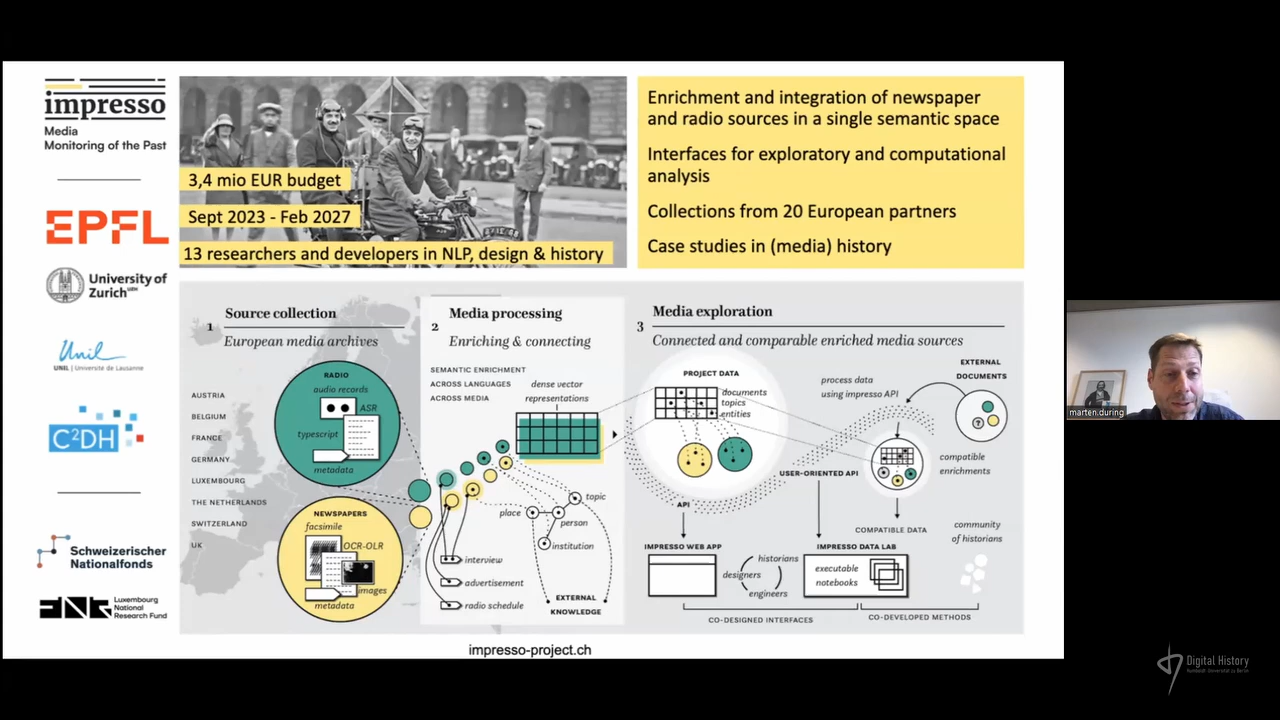 impresso
Media
Monitoring of the Past
EPFL
University of
Zurich UZH
Unil
UNIL | Université de Lausanne
C²DH
Schweizerischer
Nationalfonds
FNR
Luxembourg
National
Research Fund
3,4 mio EUR budget
Sept 2023 - Feb 2027
13 researchers and developers in NLP, design & history
Enrichment and integration of newspaper
and radio sources in a single semantic space
Interfaces for exploratory and computational
analysis
Collections from 20 European partners
Case studies in (media) history
1 Source collection
European media archives
AUSTRIA
BELGIUM
FRANCE
GERMANY
LUXEMBOURG
THE NETHERLANDS
SWITZERLAND
UK
RADIO
audio records
ASR
typescript
metadata
NEWSPAPERS
facsimile
OCR-OLR
images
metadata
2 Media processing
Enriching & connecting
SEMANTIC ENRICHMENT
ACROSS LANGUAGES
ACROSS MEDIA
dense vector
representations
topic
place
person
institution
interview
advertisement
radio schedule
EXTERNAL
KNOWLEDGE
3 Media exploration
Connected and comparable enriched media sources
PROJECT DATA
documents
topics
entities
process data
using impresso API
EXTERNAL
DOCUMENTS
?
compatible
enrichments
USER-ORIENTED API
API
COMPATIBLE DATA
community
of historians
IMPRESSO WEB APP
historians
designers
engineers
IMPRESSO DATA LAB
executable
notebooks
CO-DESIGNED INTERFACES
CO-DEVELOPED METHODS
impresso-project.ch
marten.during
Digital History
Humboldt-Universität zu Berlin